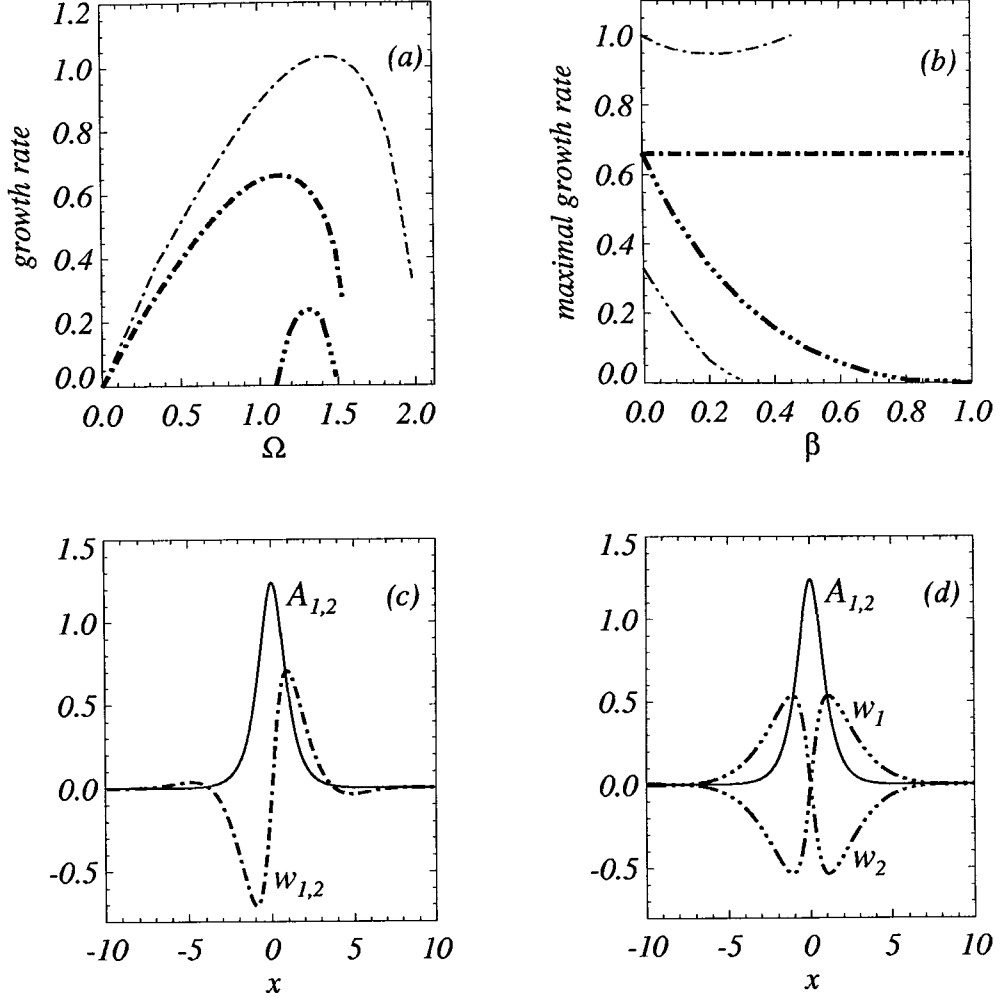 1.2
1.0
0.8
0.6
0.4
0.2
0.0
growth rate
(a)
0.0 0.5 1.0 1.5 2.0
Ω
1.0
0.8
0.6
0.4
0.2
0.0
maximal growth rate
(b)
0.0 0.2 0.4 0.6 0.8 1.0
β
1.5
1.0
0.5
0.0
-0.5
A1,2
(c)
w1,2
-10 -5 0 5 10
x
1.5
1.0
0.5
0.0
-0.5
A1,2
(d)
w1
w2
-10 -5 0 5 10
x